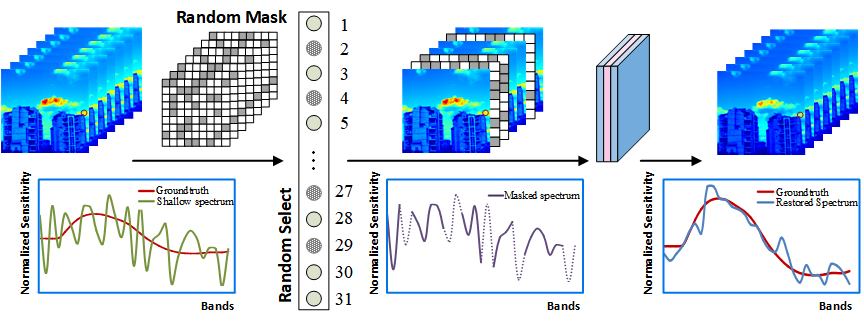 Random Mask
1
2
3
4
5
27
28
29
30
31
Random Select
Normalized Sensitivity
Groundtruth
Shallow spectrum
Bands
Normalized Sensitivity
Masked spectrum
Bands
Normalized Sensitivity
Groundtruth
Restored Spectrum
Bands